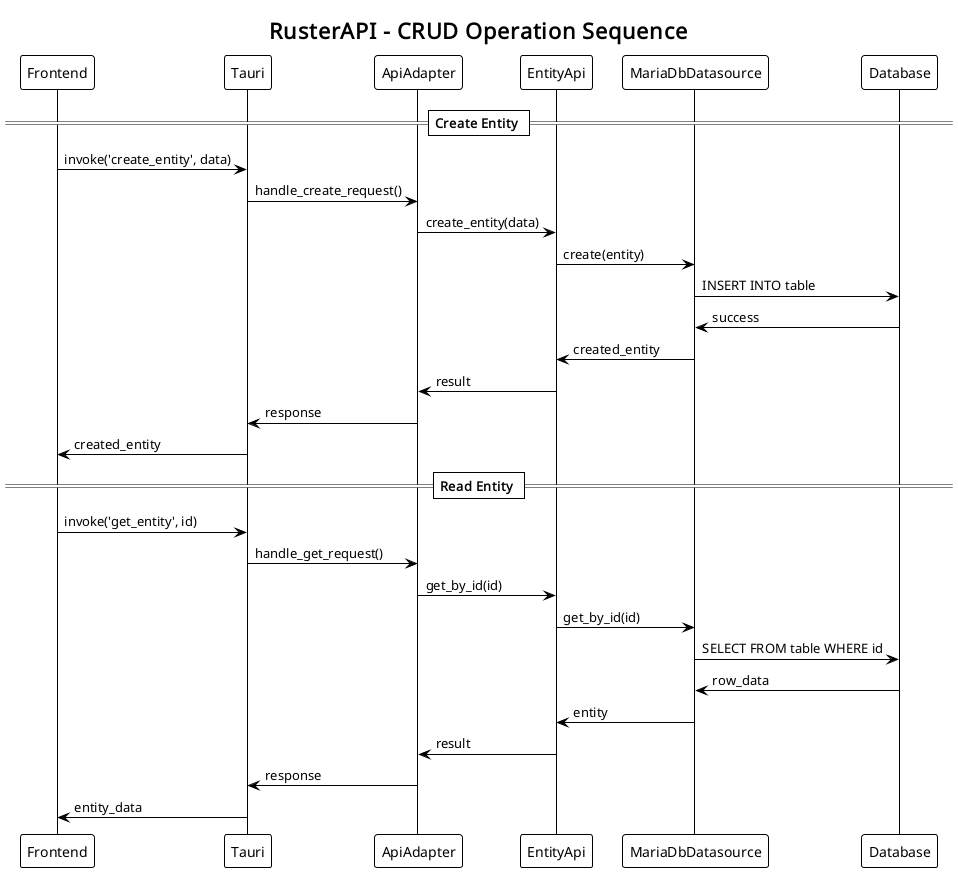 RusterAPI - CRUD Operation Sequence
Frontend Tauri ApiAdapter EntityApi MariaDbDatasource Database
Create Entity
invoke('create_entity', data)
handle_create_request()
create_entity(data)
create(entity)
INSERT INTO table
success
created_entity
result
response
created_entity
Read Entity
invoke('get_entity', id)
handle_get_request()
get_by_id(id)
get_by_id(id)
SELECT FROM table WHERE id
row_data
entity
result
response
entity_data
Frontend Tauri ApiAdapter EntityApi MariaDbDatasource Database